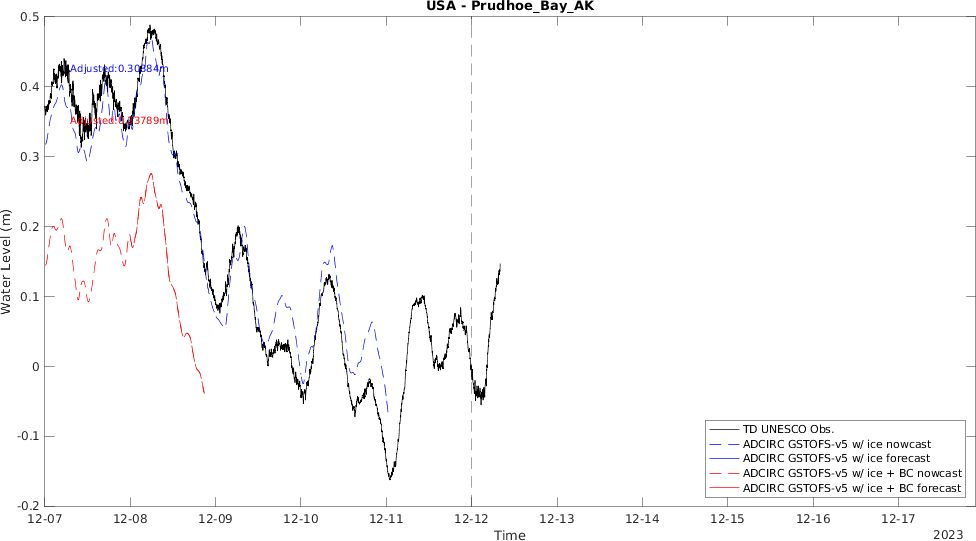 USA - Prudhoe_Bay_AK
0.5
0.4
0.3
0.2
0.1
0
-0.1
-0.2
Water Level (m)
Adjusted:0.30884m
12-07
12-08
12-09
12-10
12-11
12-12
12-13
12-14
12-15
12-16
12-17
Time
2023
TD UNESCO Obs.
ADCIRC GSTOFS-v5 w/ ice nowcast
ADCIRC GSTOFS-v5 w/ ice forecast
ADCIRC GSTOFS-v5 w/ ice + BC nowcast
ADCIRC GSTOFS-v5 w/ ice + BC forecast